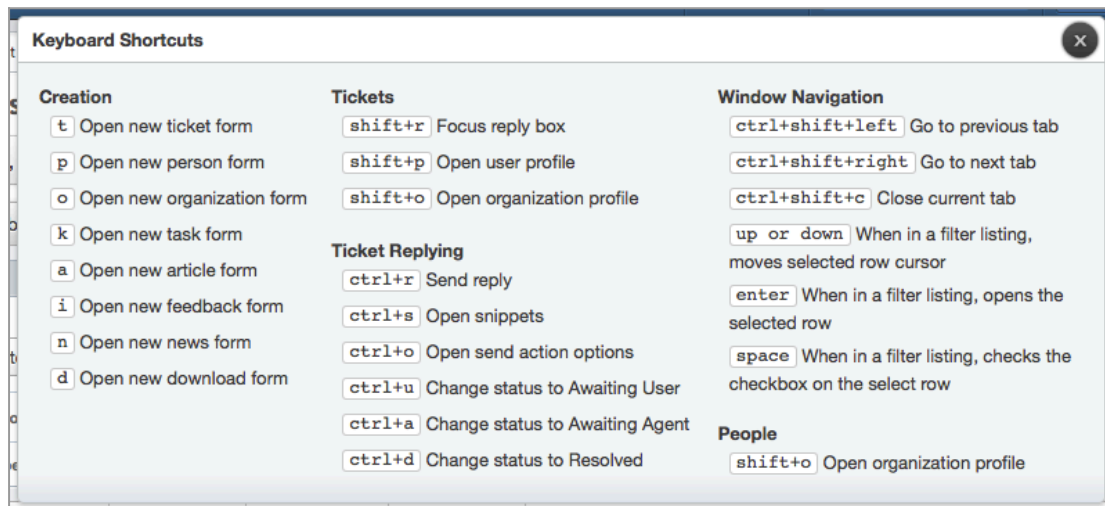 Keyboard Shortcuts
x
Creation
t Open new ticket form
p Open new person form
o Open new organization form
k Open new task form
a Open new article form
i Open new feedback form
n Open new news form
d Open new download form
Tickets
shift+r Focus reply box
shift+p Open user profile
shift+o Open organization profile
Ticket Replying
ctrl+r Send reply
ctrl+s Open snippets
ctrl+o Open send action options
ctrl+u Change status to Awaiting User
ctrl+a Change status to Awaiting Agent
ctrl+d Change status to Resolved
Window Navigation
ctrl+shift+left Go to previous tab
ctrl+shift+right Go to next tab
ctrl+shift+c Close current tab
up or down When in a filter listing,
moves selected row cursor
enter When in a filter listing, opens the
selected row
space When in a filter listing, checks the
checkbox on the select row
People
shift+o Open organization profile